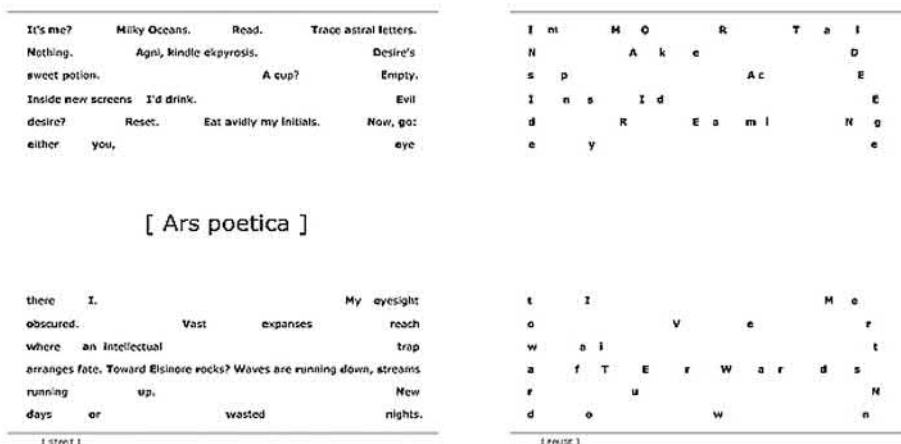 It's me? Milky Oceans. Read. Trace astral letters.
Nothing. Agni, kindle ekpyrosis. Desire's
sweet potion. A cup? Empty.
Inside new screens I'd drink. Evil
desire? Reset. Eat avidly my initials. Now, go:
either you, eye
[ Ars poetica ]
there I. My eyesight
obscured. Vast expanses reach
where an intellectual trap
arranges fate. Toward Elsinore rocks? Waves are running down, streams
running up. New
days or wasted nights.
I m M O R T a l
N A k e D
s p A c E
I n s I d E
d R E a m i N g
e y e
t I M e
o V e r
w a i t
a f T E r W a r d s
r u N
d o w n